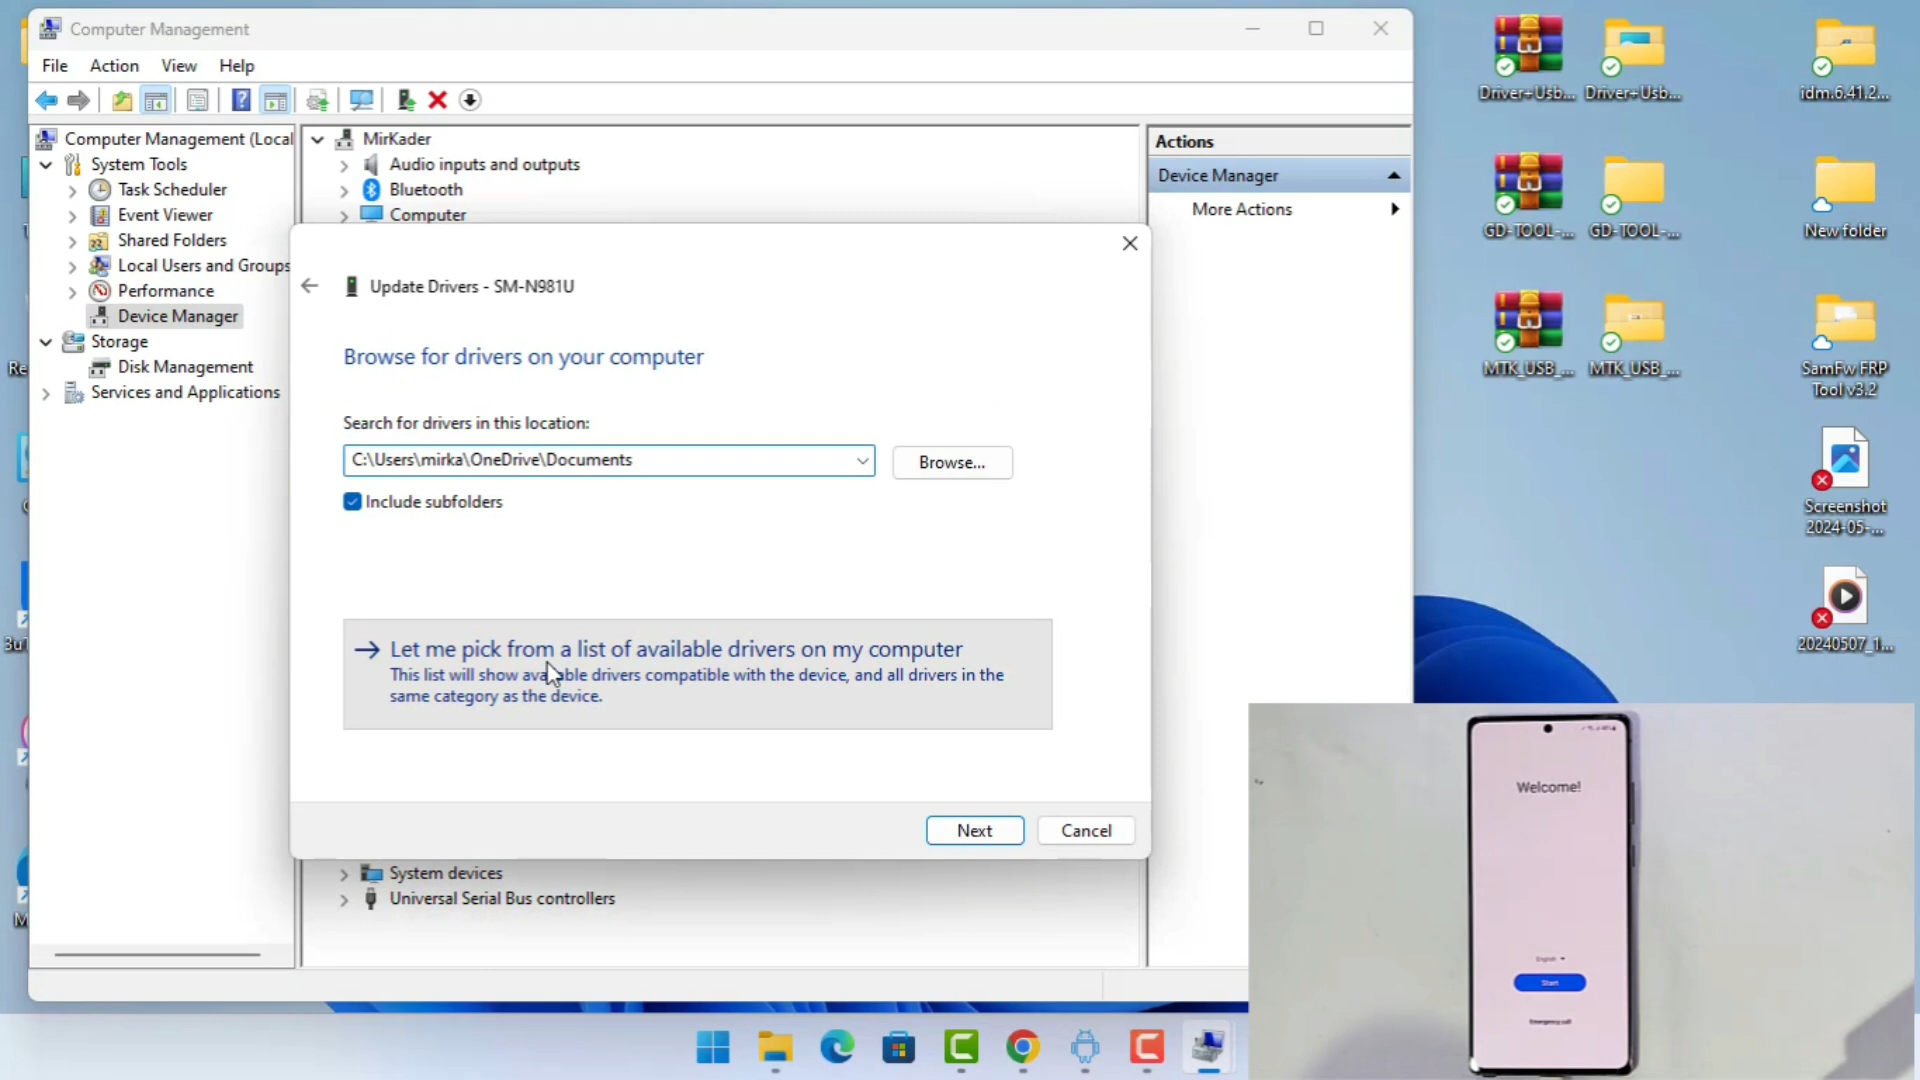 Computer Management
File Action View Help
Computer Management (Local
System Tools
Task Scheduler
Event Viewer
Shared Folders
Local Users and Groups
Performance
Device Manager
Storage
Disk Management
Services and Applications
MirKader
Audio inputs and outputs
Bluetooth
Computer
System devices
Universal Serial Bus controllers
Actions
Device Manager
More Actions
Update Drivers - SM-N981U
Browse for drivers on your computer
Search for drivers in this location:
C:\Users\mirka\OneDrive\Documents
Browse...
Include subfolders
Let me pick from a list of available drivers on my computer
This list will show available drivers compatible with the device, and all drivers in the
same category as the device.
Next
Cancel
Driver+Usb...
Driver+Usb...
idm.6.41.2...
GD-TOOL-...
GD-TOOL-...
New folder
MTK_USB_...
MTK_USB_...
SamFw FRP
Tool v3.2
Screenshot
2024-05-...
20240507_1...
Welcome!
English
Start
Emergency call